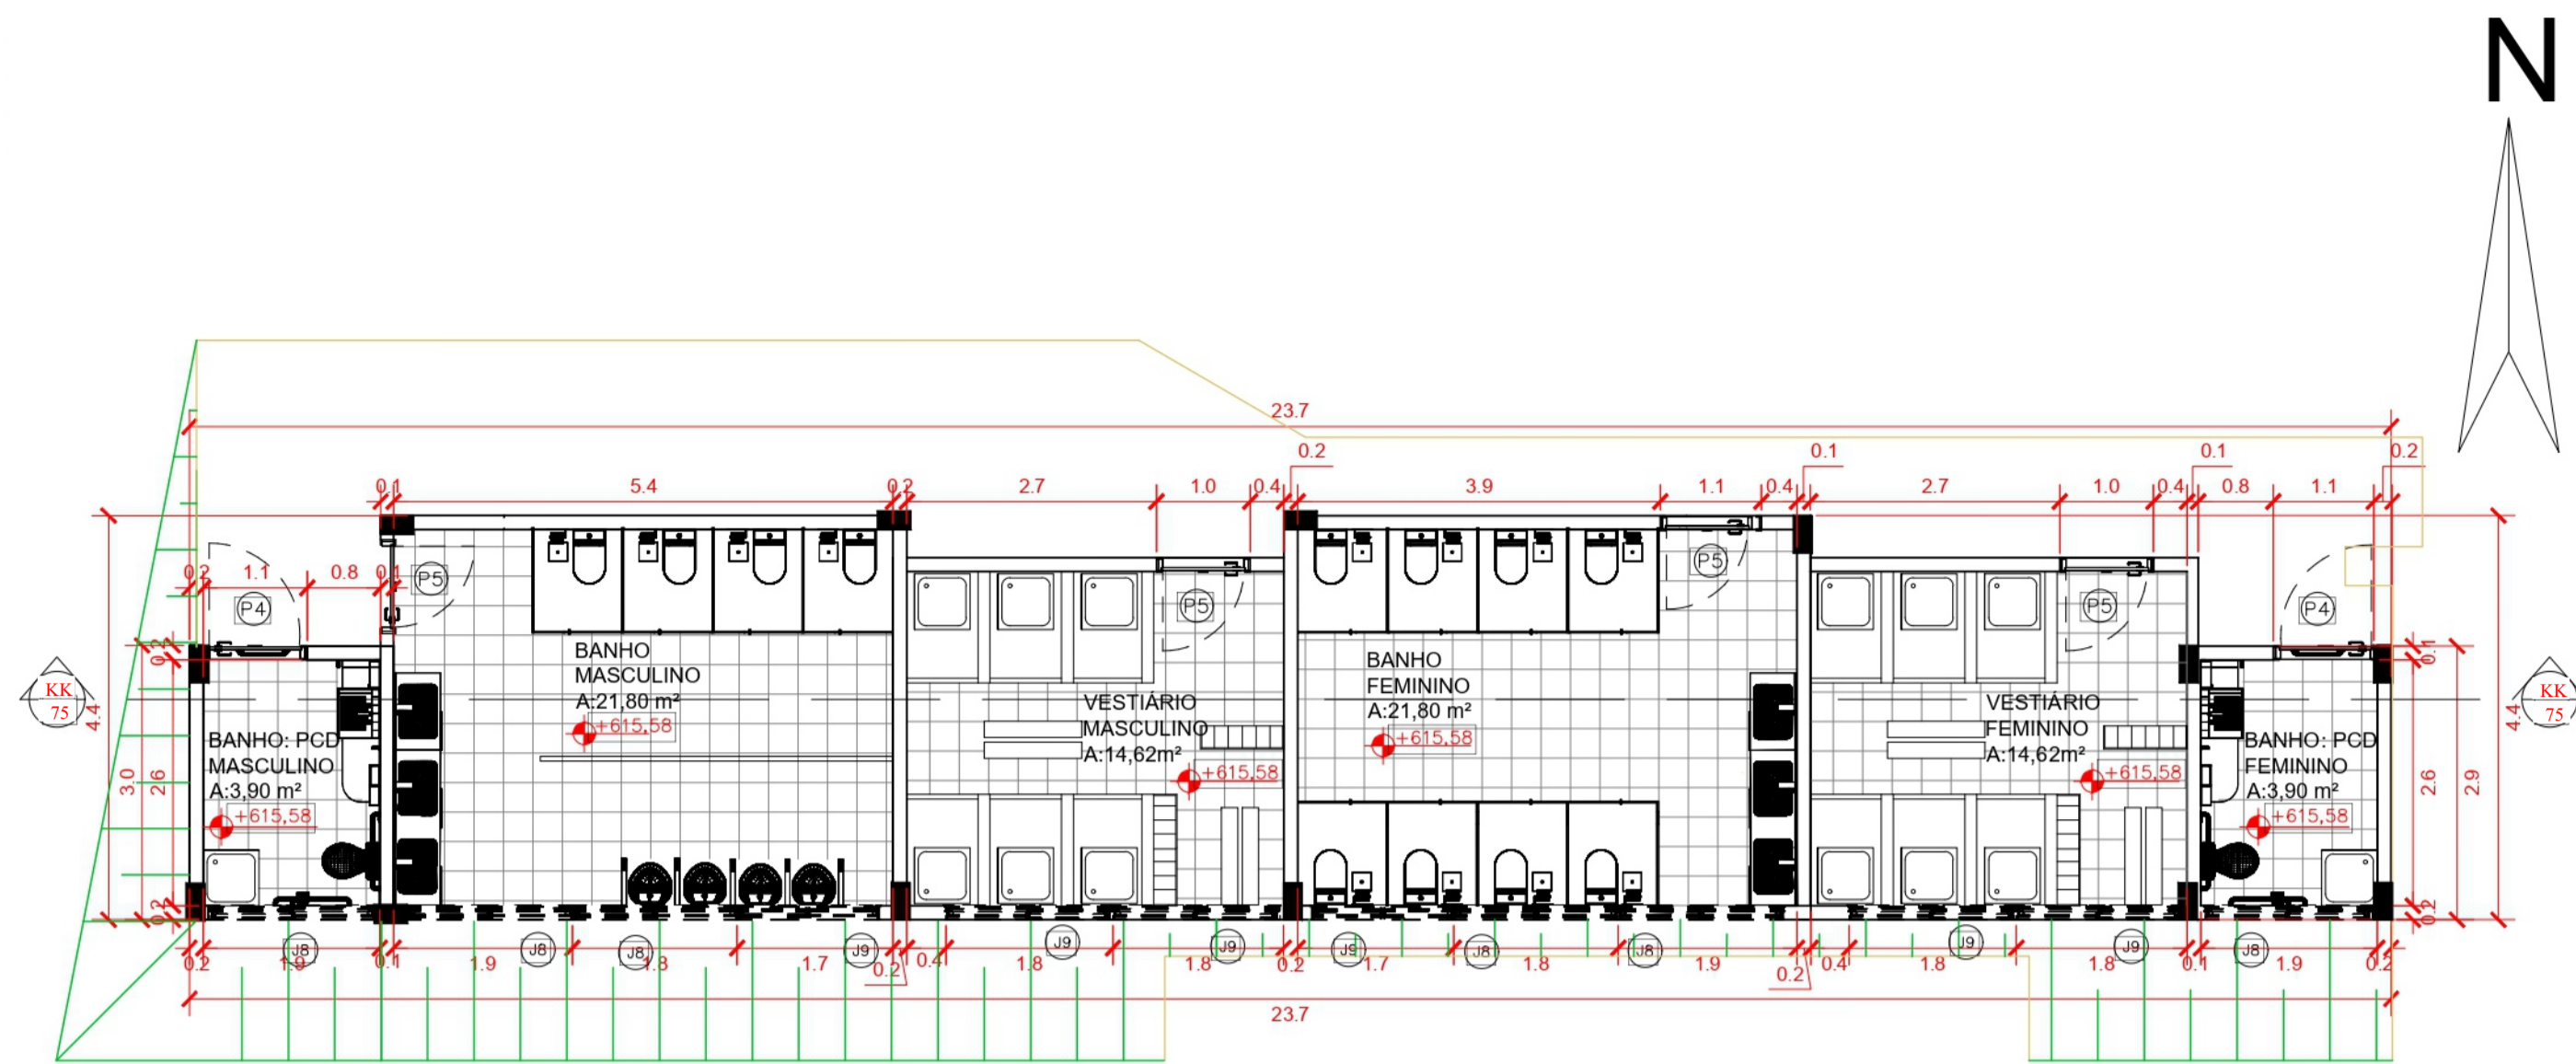 N
23.7
0.2
0.1
0.1
0.2
0.1
5.4
0.2
2.7
1.0
0.4
3.9
1.1
0.4
2.7
1.0
0.4
0.8
1.1
0.2
1.1
0.8
0.1
P4
P5
P5
P5
P5
P4
0.2
0.1
KK
75
4.4
3.0
2.6
BANHO: PCD
MASCULINO
A:3,90 m²
+615,58
BANHO
MASCULINO
A:21,80 m²
+615,58
VESTIÁRIO
MASCULINO
A:14,62m²
+615,58
BANHO
FEMININO
A:21,80 m²
+615,58
VESTIÁRIO
FEMININO
A:14,62m²
+615,58
BANHO: PCD
FEMININO
A:3,90 m²
+615,58
2.6
2.9
4.4
KK
75
0.2
0.2
J8
J8
J8
J9
J9
J9
J9
J8
J8
J9
J9
J8
0.2
1.9
0.1
1.9
1.8
1.7
0.2
0.4
1.8
1.8
0.2
1.7
1.8
1.9
0.2
0.4
1.8
1.8
0.1
1.9
0.2
23.7